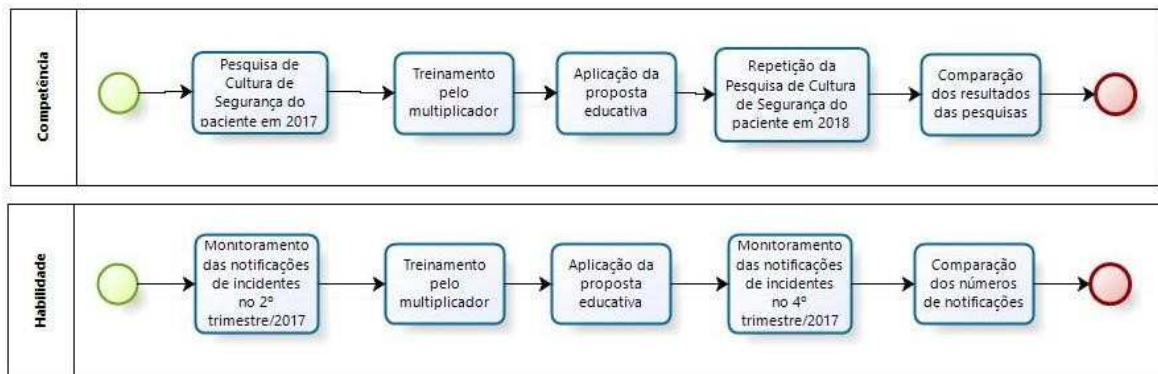 Competência
Pesquisa de
Cultura de
Segurança do
paciente em 2017
Treinamento
pelo
multiplicador
Aplicação da
proposta
educativa
Repetição da
Pesquisa de Cultura
de Segurança do
paciente em 2018
Comparação
dos resultados
das pesquisas
Habilidade
Monitoramento
das notificações
de incidentes
no 2º
trimestre/2017
Treinamento
pelo
multiplicador
Aplicação da
proposta
educativa
Monitoramento
das notificações
de incidentes
no 4º
trimestre/2017
Comparação
dos números
de notificações